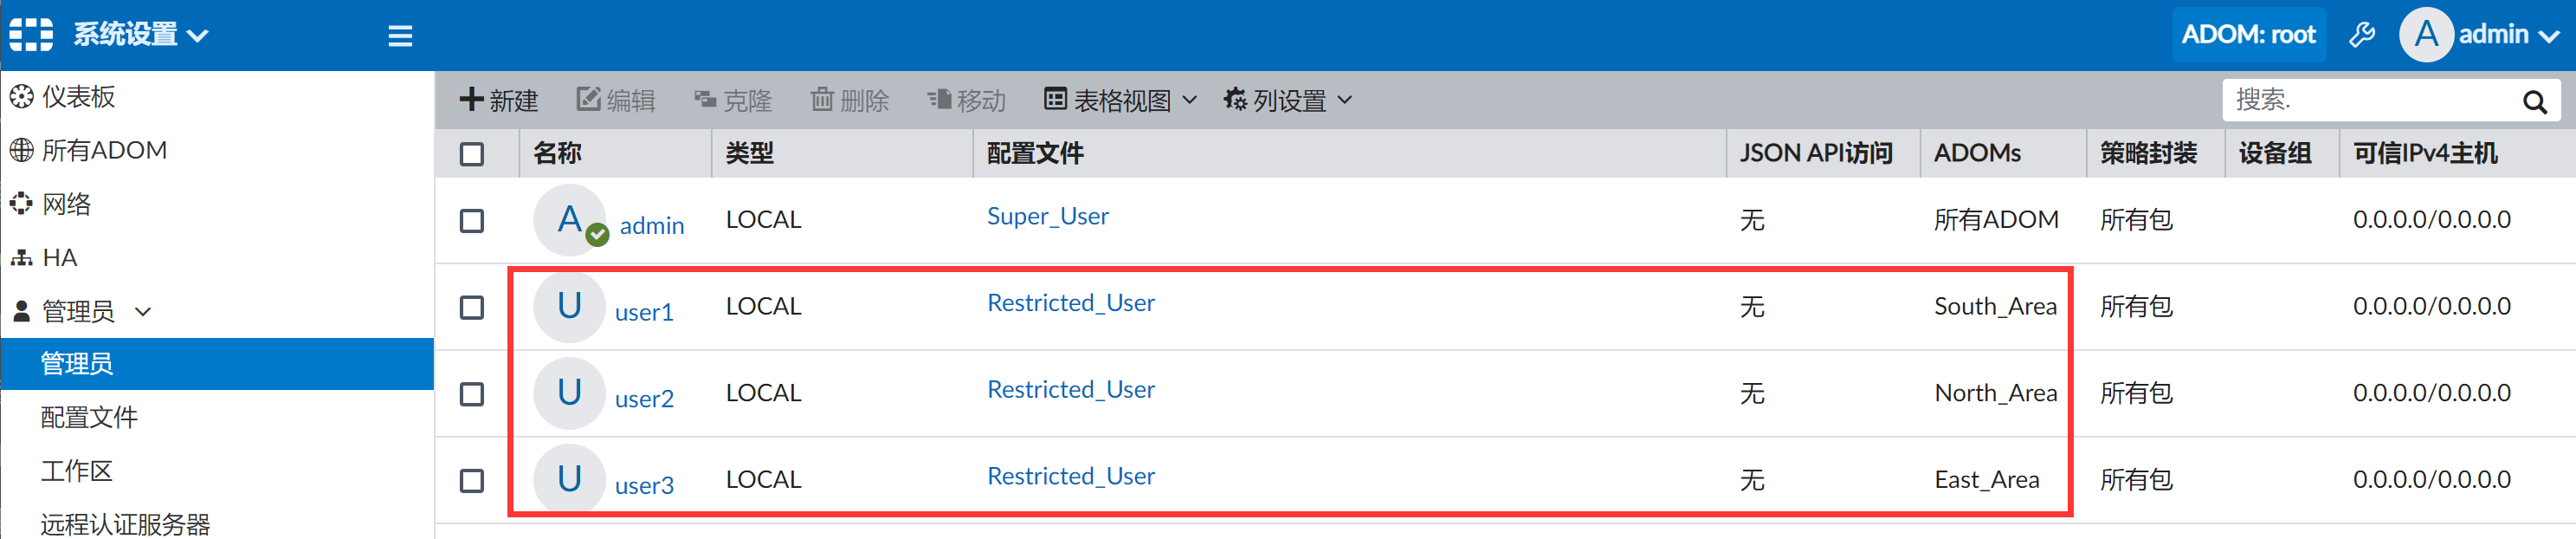 系统设置
ADOM: root
A admin
仪表板
所有ADOM
网络
HA
管理员
管理员
配置文件
工作区
远程认证服务器
新建 编辑 克隆 删除 移动 表格视图 列设置
搜索.
名称 类型 配置文件 JSON API访问 ADOMs 策略封装 设备组 可信IPv4主机
A admin LOCAL Super_User 无 所有ADOM 所有包 0.0.0.0/0.0.0.0
U user1 LOCAL Restricted_User 无 South_Area 所有包 0.0.0.0/0.0.0.0
U user2 LOCAL Restricted_User 无 North_Area 所有包 0.0.0.0/0.0.0.0
U user3 LOCAL Restricted_User 无 East_Area 所有包 0.0.0.0/0.0.0.0